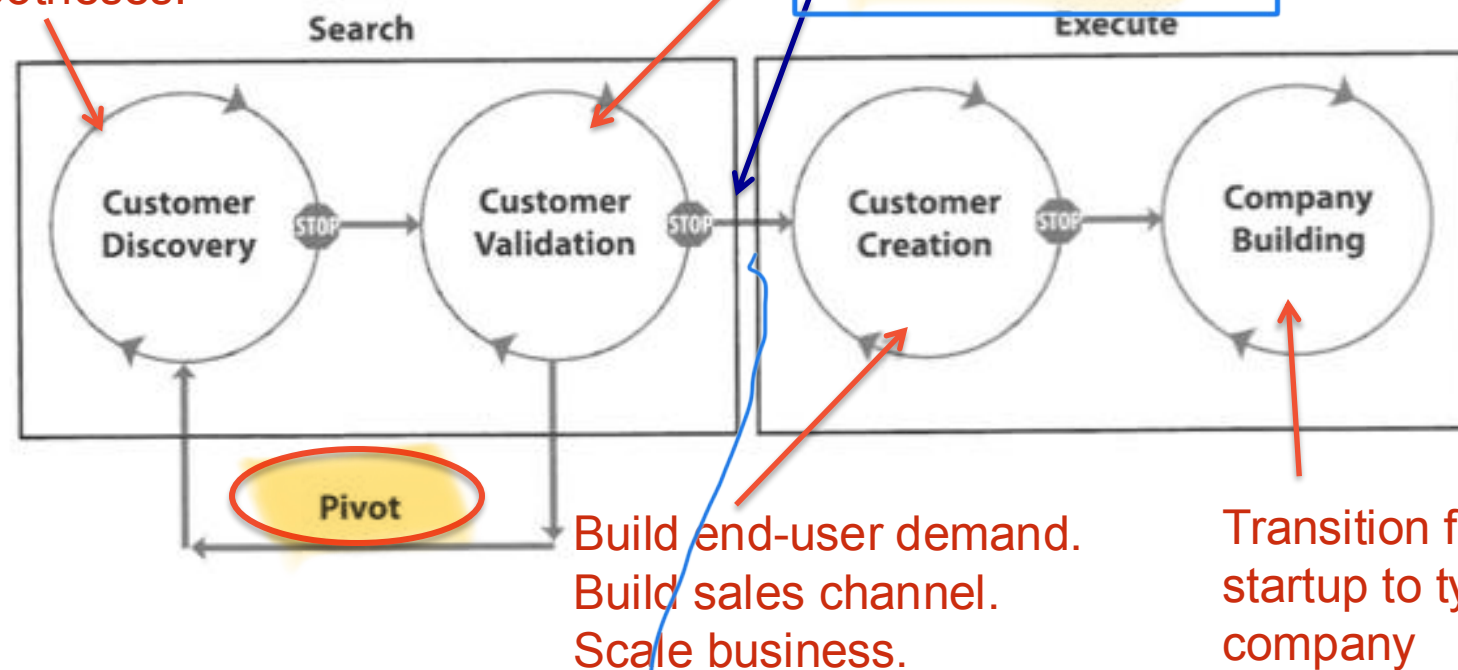 Search
Execute
Customer
Discovery
STOP
Customer
Validation
STOP
Customer
Creation
STOP
Company
Building
Pivot
Build end-user demand.
Build sales channel.
Scale business.
Transition
startup to
company